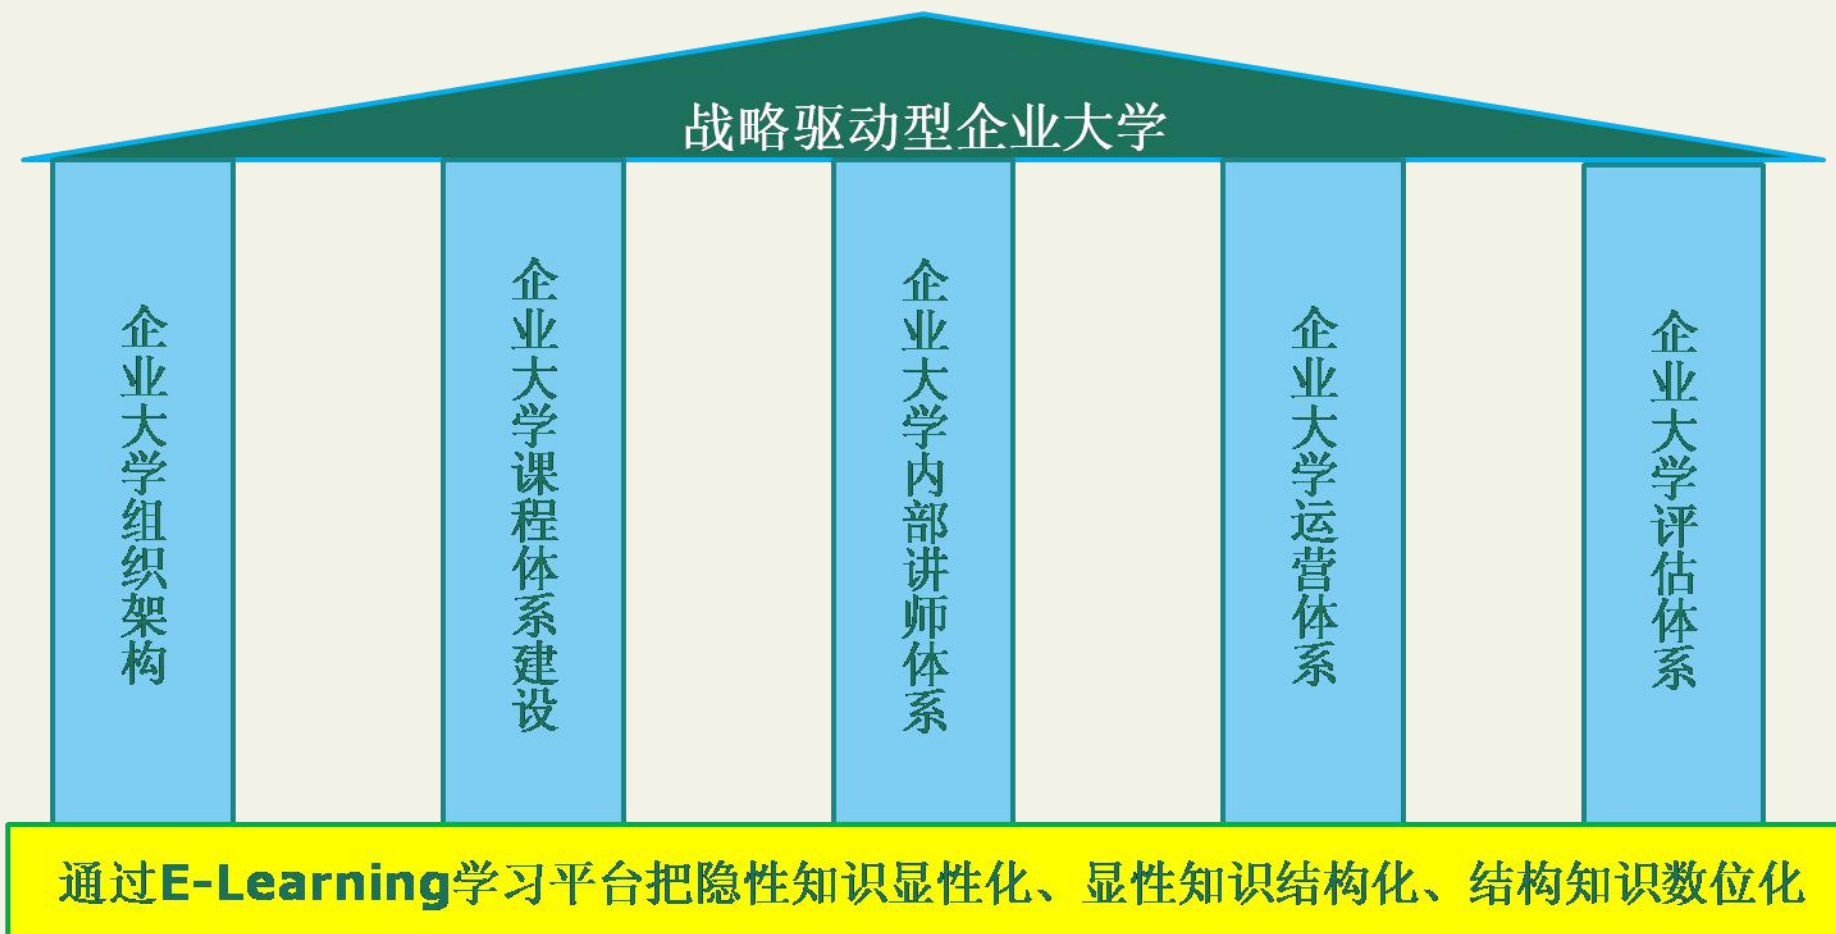 战略驱动型企业大学
企业大学组织架构
企业大学课程体系建设
企业大学内部讲师体系
企业大学运营体系
企业大学评估体系
通过E-Learning学习平台把隐性知识显性化、显性知识结构化、结构知识数位化